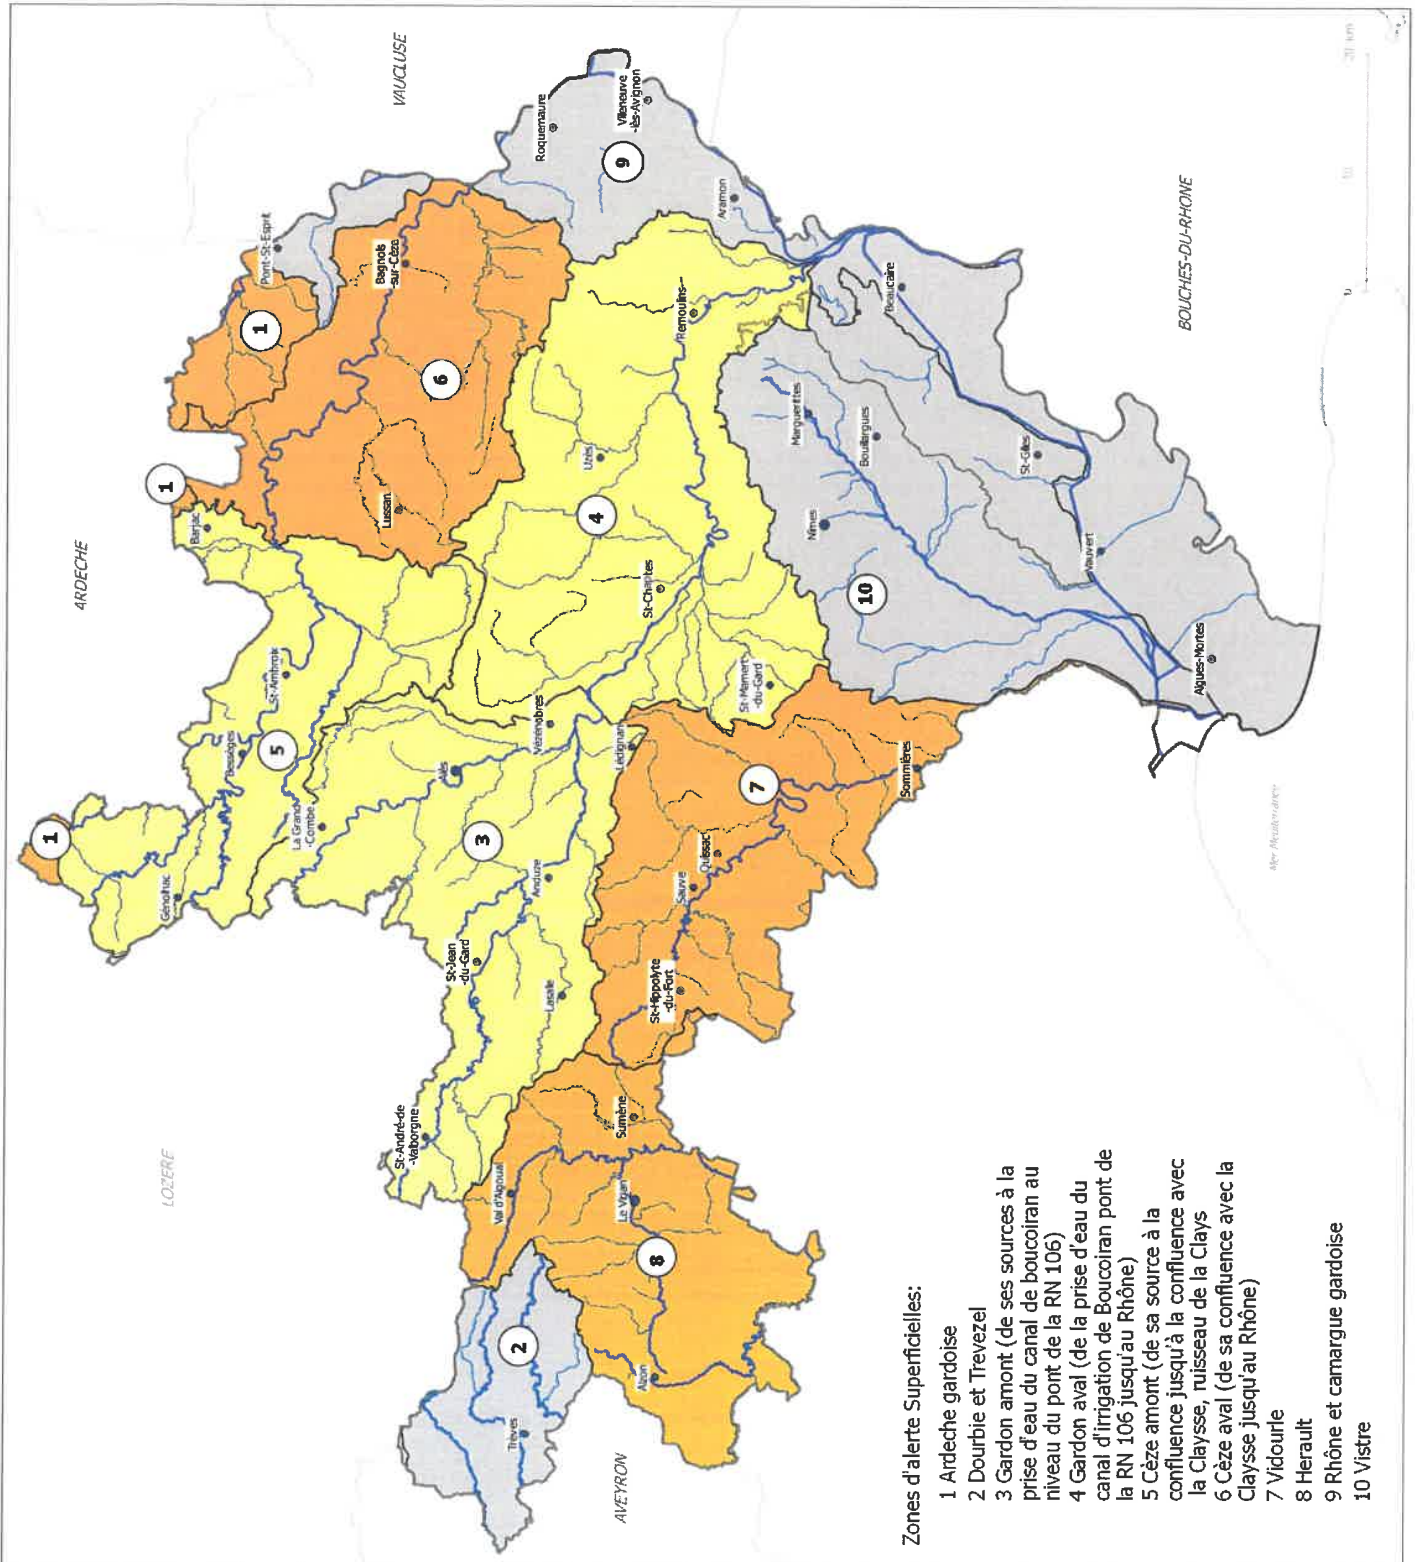 LOZERE
ARDECHE
VAUCLUSE
AVEYRON
BOUCHES-DU-RHONE
Mer Mediterranée
1
Génolhac
Bessèges
5
St-Ambroix
La Grand
-Combe
1
Barjac
1
Pont-St-Esprit
6
Bagnols
-sur-Cèze
Lussan
St-André-de
-Valborgne
St-Jean
-du-Gard
3
Alès
Anduze
Lasalle
Vézénobres
Lédignan
4
Uzès
St-Chaptes
St-Mamert
-du-Gard
Remoulins
Roquemaure
9
Villeneuve
-lès-Avignon
Aramon
Val d'Aigoual
2
Trèves
Sumène
Le Vigan
8
Alzon
St-Hippolyte
-du-Fort
Sauve
Quissac
7
Sommières
Marguerittes
Bouillargues
Nîmes
10
Beaucaire
St-Giles
Vauvert
Aigues-Mortes
0
10
20 km
Zones d'alerte Superficielles:
1 Ardeche gardoise
2 Dourbie et Trevezel
3 Gardon amont (de ses sources à la
prise d'eau du canal de boucoiran au
niveau du pont de la RN 106)
4 Gardon aval (de la prise d'eau du
canal d'irrigation de Boucoiran pont de
la RN 106 jusqu'au Rhône)
5 Cèze amont (de sa source à la
confluence jusqu'à la confluence avec
la Claysse, ruisseau de la Clays
6 Cèze aval (de sa confluence avec la
Claysse jusqu'au Rhône)
7 Vidourle
8 Herault
9 Rhône et camargue gardoise
10 Vistre